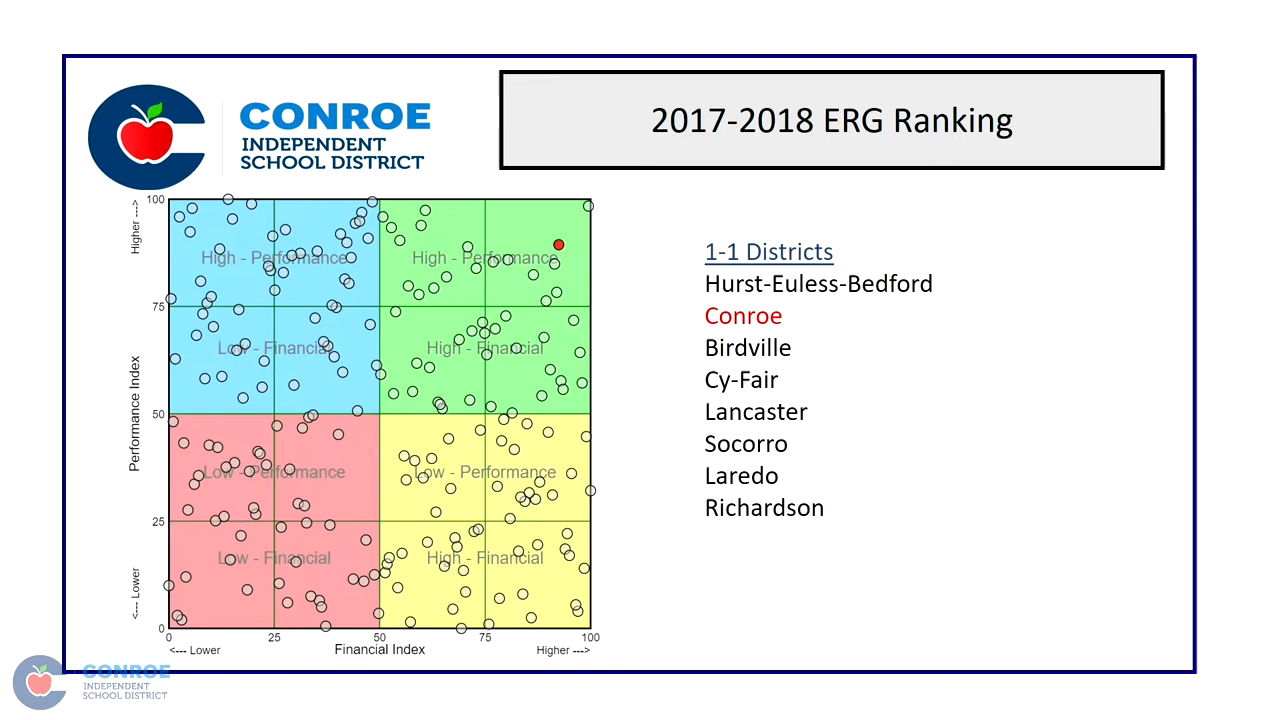 CONROE
INDEPENDENT
SCHOOL DISTRICT
2017-2018 ERG Ranking
Higher --->
Performance Index
<--- Lower
100
75
50
25
0
High - Performance
Low - Financial
High - Performance
High - Financial
Low - Performance
Low - Financial
Low - Performance
High - Financial
0
25
50
75
100
<--- Lower
Financial Index
Higher --->
1-1 Districts
Hurst-Euless-Bedford
Conroe
Birdville
Cy-Fair
Lancaster
Socorro
Laredo
Richardson
CONROE
INDEPENDENT
SCHOOL DISTRICT